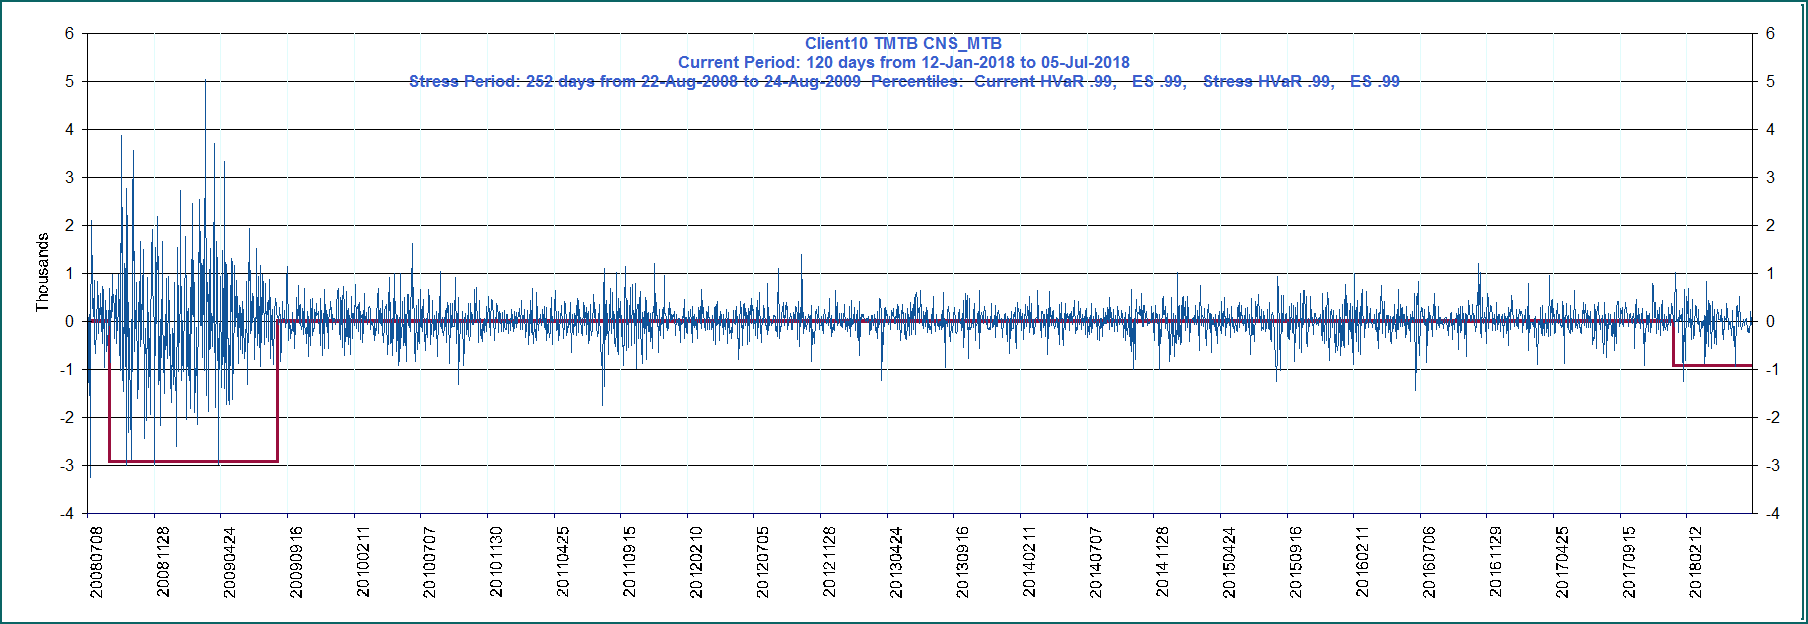 Client10 TMTB CNS_MTB
Current Period: 120 days from 12-Jan-2018 to 05-Jul-2018
Stress Period: 252 days from 22-Aug-2008 to 24-Aug-2009 Percentiles: Current HVaR .99, ES .99, Stress HVaR .99, ES .99
6 6
5 5
4 4
3 3
2 2
1 1
0 0
-1 -1
-2 -2
-3 -3
-4 -4
Thousands
20080708 20081128 20090424 20090916 20100211 20100707 20101130 20110425 20110915 20120210 20120705 20121128 20130424 20130916 20140211 20140707 20141128 20150424 20150916 20160211 20160706 20161129 20170425 20170915 20180212